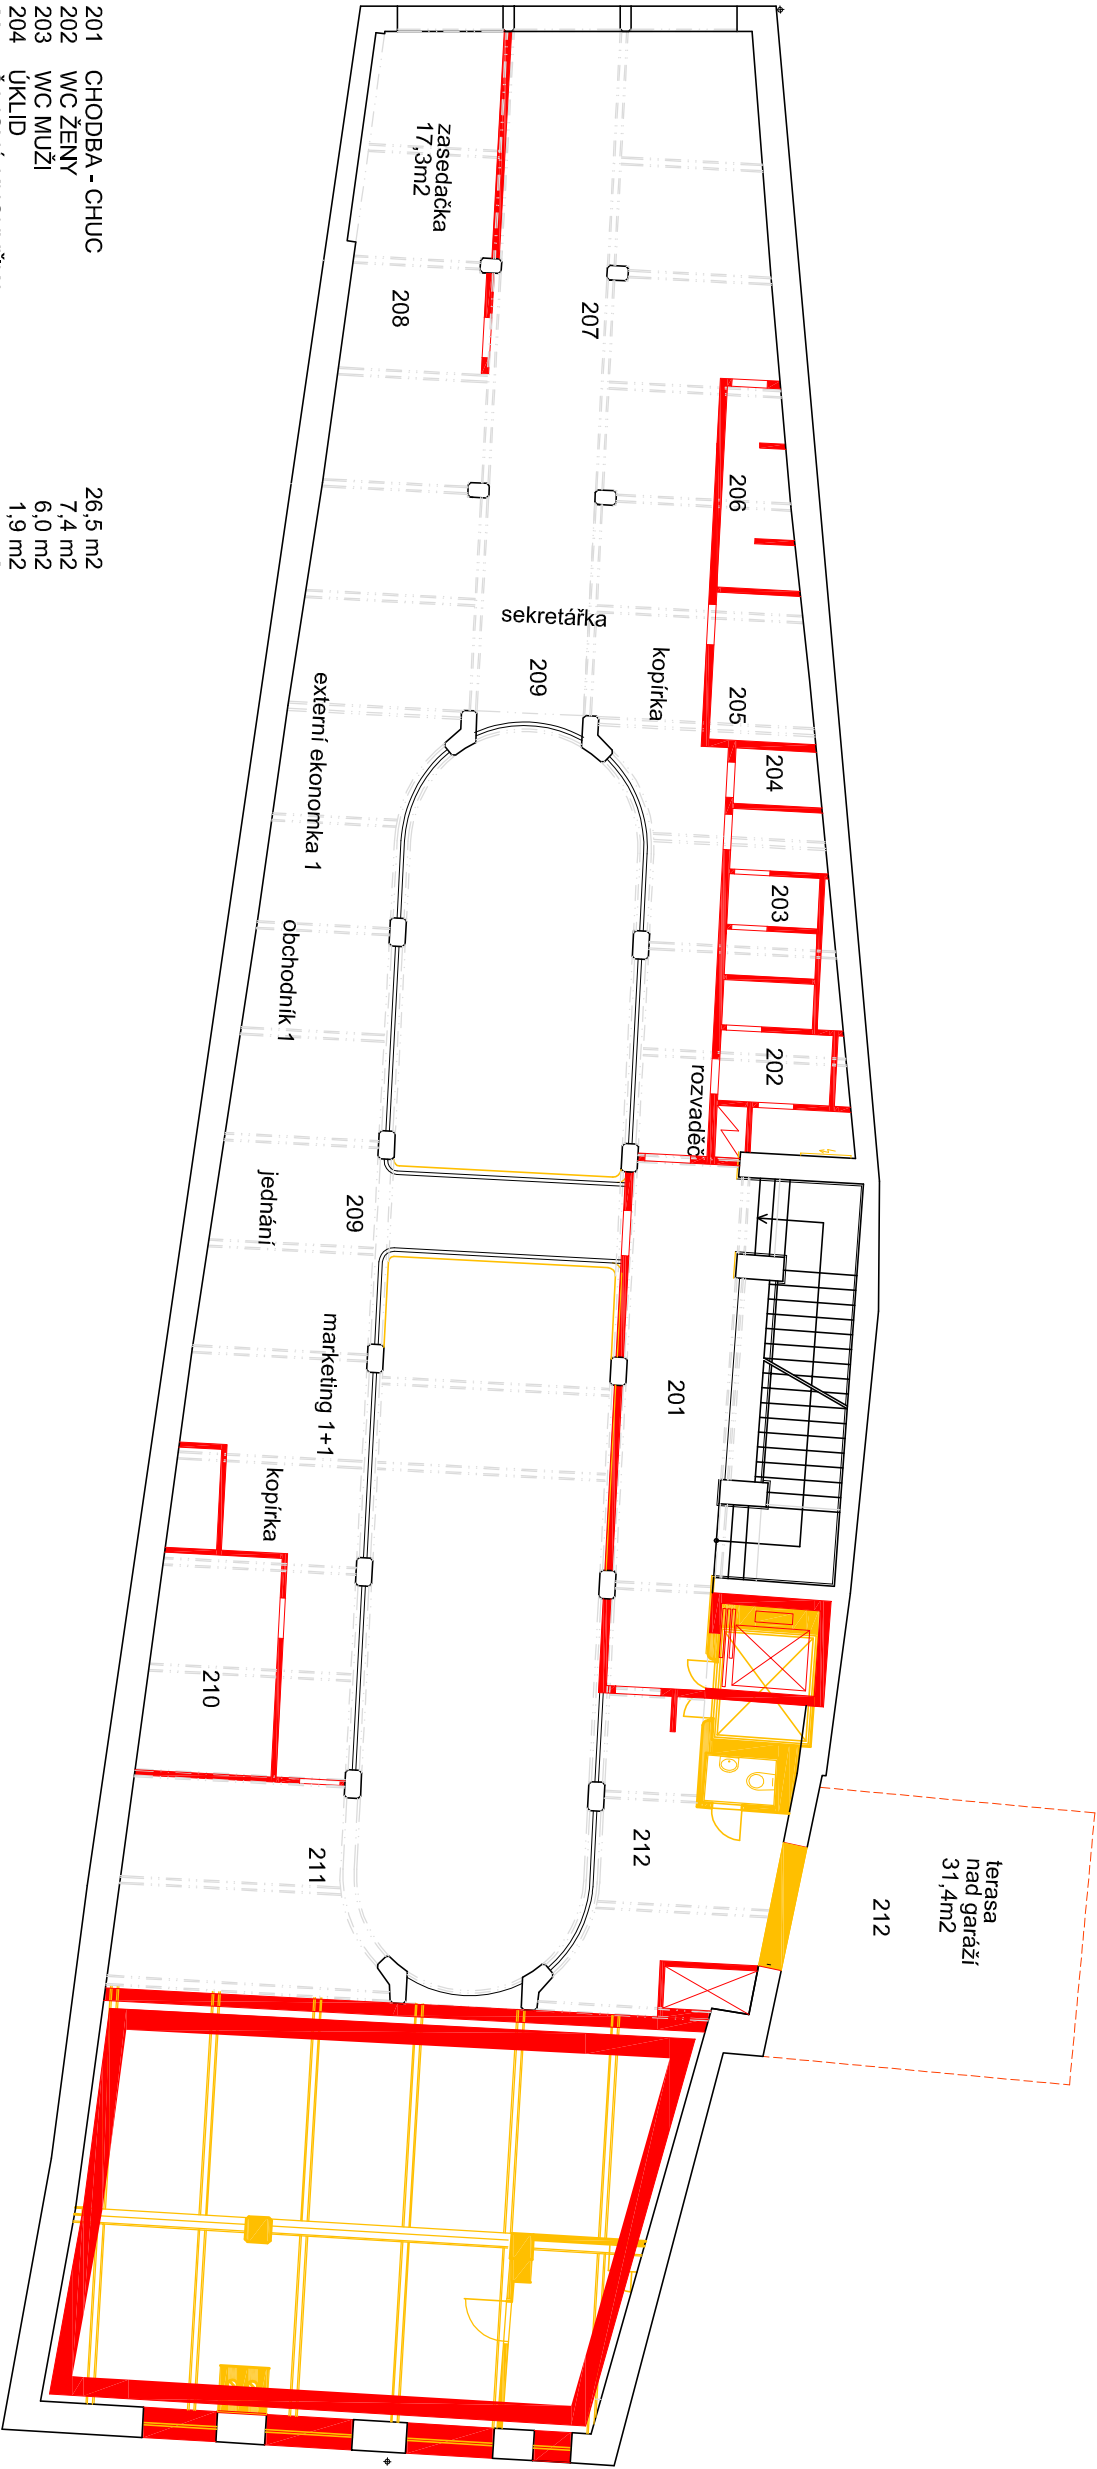 201 CHODBA - CHUC 26,5 m2
202 WC ŽENY 7,4 m2
203 WC MUŽI 6,0 m2
204 ÚKLID 1,9 m2
zasedačka
17,3m2
208
207
206
sekretářka
209
kopírka
205
204
externí ekonomka 1
203
obchodník 1
202
rozvaděč
jednání
209
marketing 1+1
201
kopírka
210
211
212
terasa
nad garáží
31,4m2
212